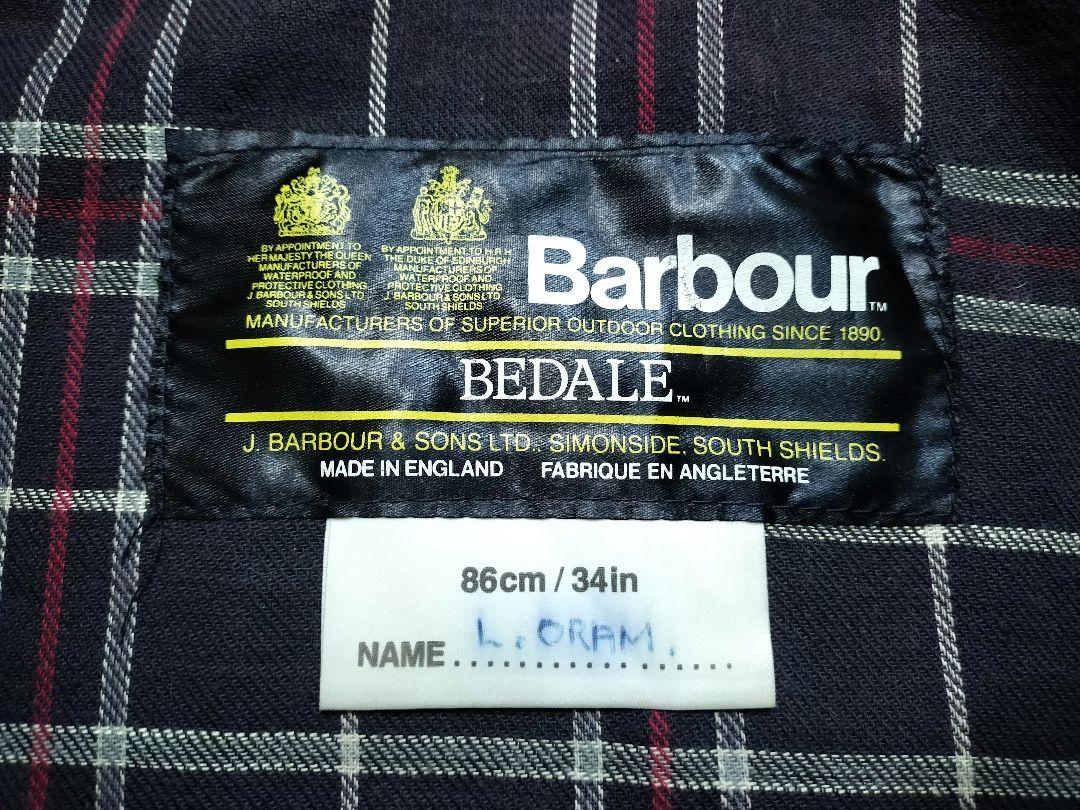 BY APPOINTMENT TO
HER MAJESTY THE QUEEN
MANUFACTURERS OF
WATERPROOF AND
PROTECTIVE CLOTHING
J. BARBOUR & SONS LTD
SOUTH SHIELDS
BY APPOINTMENT TO H.R.H.
THE DUKE OF EDINBURGH
MANUFACTURERS OF
WATERPROOF AND
PROTECTIVE CLOTHING
J. BARBOUR & SONS LTD
SOUTH SHIELDS
Barbour™
MANUFACTURERS OF SUPERIOR OUTDOOR CLOTHING SINCE 1890.
BEDALE™
J. BARBOUR & SONS LTD., SIMONSIDE, SOUTH SHIELDS.
MADE IN ENGLAND FABRIQUE EN ANGLETERRE
86cm / 34in
NAME L. ORAM.